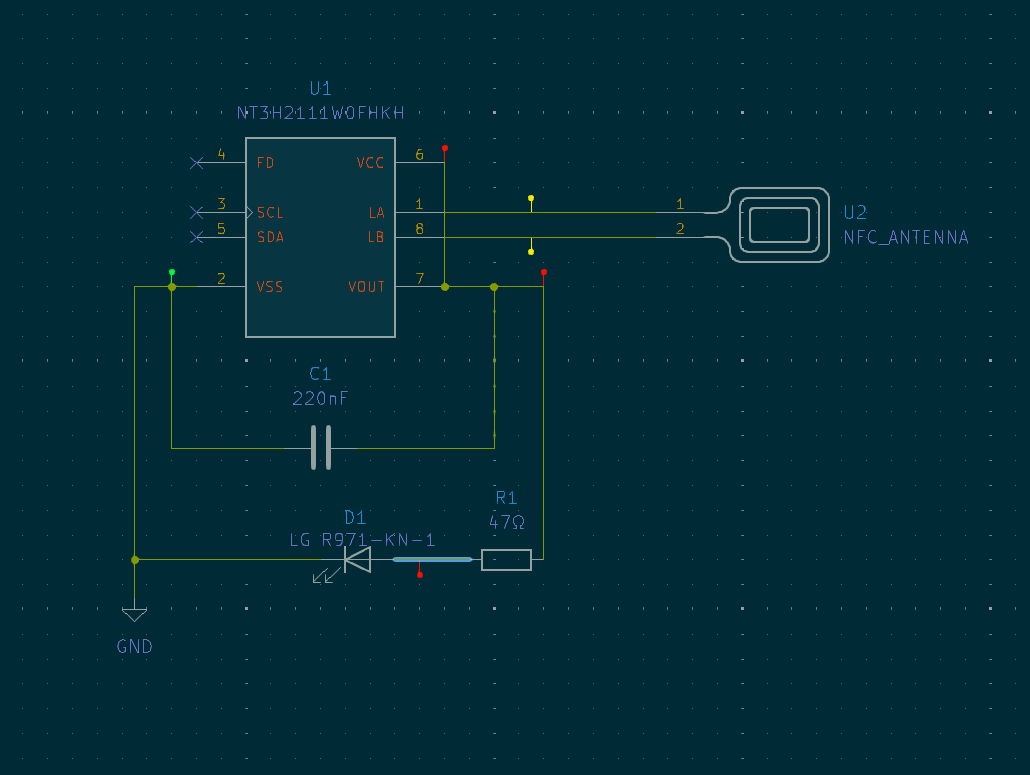 U1
NT3H2111W0FHKH
4 FD VCC 6
3 SCL LA 1
5 SDA LB 8
2 VSS VOUT 7
1
2
U2
NFC_ANTENNA
C1
220nF
R1
47Ω
D1
LG R971-KN-1
GND